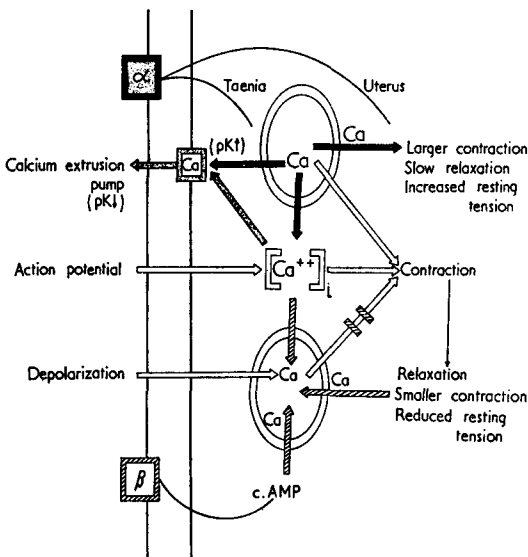 α
Taenia
Uterus
Ca
(pK↑)
Ca
Ca
Larger contraction
Slow relaxation
Increased resting
tension
Calcium extrusion
pump
(pK↓)
Action potential
[Ca++]i
Contraction
Depolarization
Ca
Ca
Relaxation
Smaller contraction
Reduced resting
tension
Ca
β
c.AMP